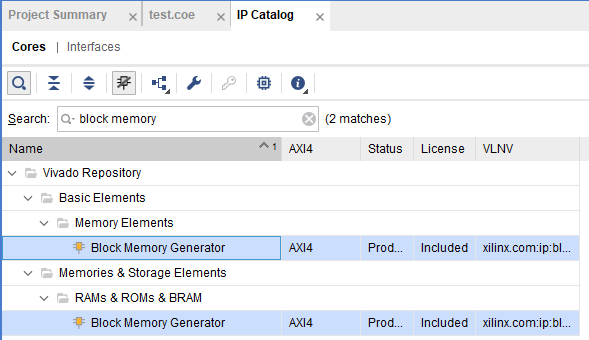 Project Summary × test.coe × IP Catalog ×
Cores | Interfaces
Search: block memory (2 matches)
Name 1 AXI4 Status License VLNV
Vivado Repository
Basic Elements
Memory Elements
Block Memory Generator AXI4 Prod... Included xilinx.com:ip:bl...
Memories & Storage Elements
RAMs & ROMs & BRAM
Block Memory Generator AXI4 Prod... Included xilinx.com:ip:bl...